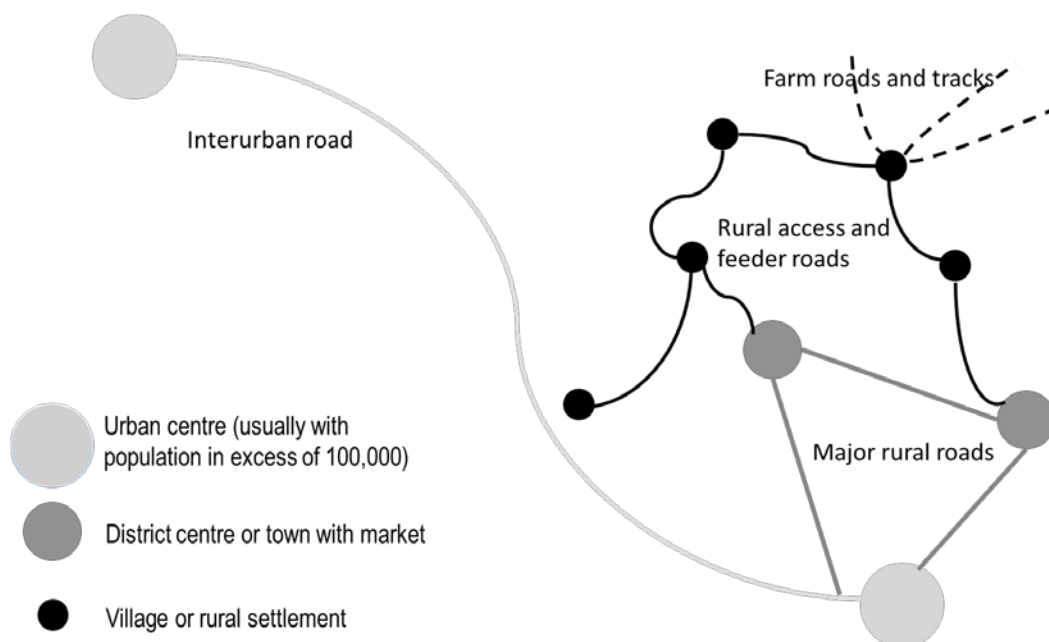 Farm roads and tracks
Interurban road
Rural access and
feeder roads
Major rural roads
Urban centre (usually with
population in excess of 100,000)
District centre or town with market
Village or rural settlement